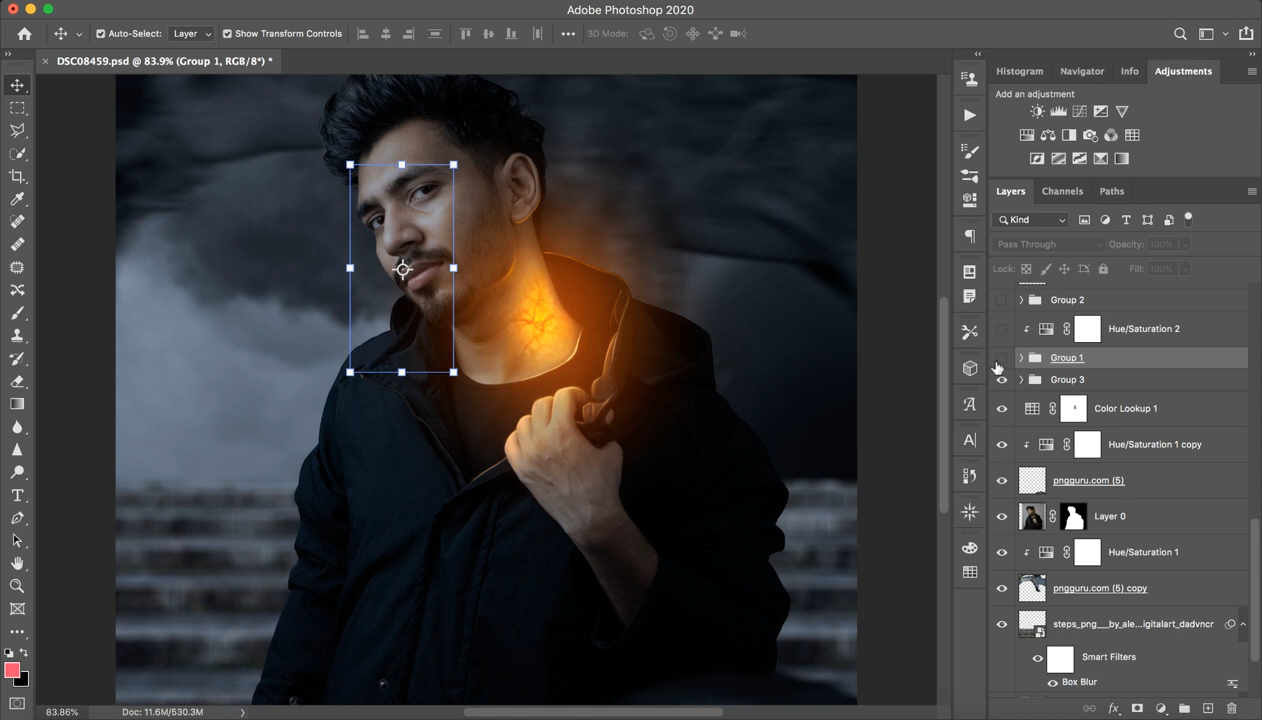 Adobe Photoshop 2020
Auto-Select:
Layer
Show Transform Controls
3D Mode:
DSC08459.psd @ 83.9% (Group 1, RGB/8*) *
Histogram
Navigator
Info
Adjustments
Add an adjustment
Layers
Channels
Paths
Kind
Pass Through
Opacity:
100%
Lock:
Fill:
100%
Group 2
Hue/Saturation 2
Group 1
Group 3
Color Lookup 1
Hue/Saturation 1 copy
pngguru.com (5)
Layer 0
Hue/Saturation 1
pngguru.com (5) copy
steps_png___by_ale...igitalart_dadvncr
Smart Filters
Box Blur
83.86%
Doc: 11.6M/530.3M